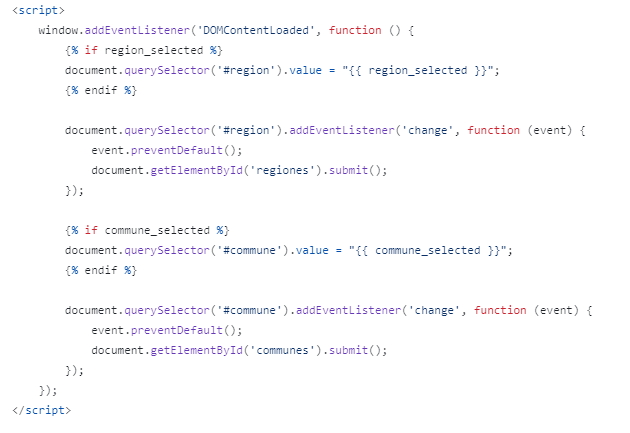 <script>
window.addEventListener('DOMContentLoaded', function () {
{% if region_selected %}
document.querySelector('#region').value = "{{ region_selected }}";
{% endif %}
document.querySelector('#region').addEventListener('change', function (event) {
event.preventDefault();
document.getElementById('regiones').submit();
});
{% if commune_selected %}
document.querySelector('#commune').value = "{{ commune_selected }}";
{% endif %}
document.querySelector('#commune').addEventListener('change', function (event) {
event.preventDefault();
document.getElementById('communes').submit();
});
});
</script>